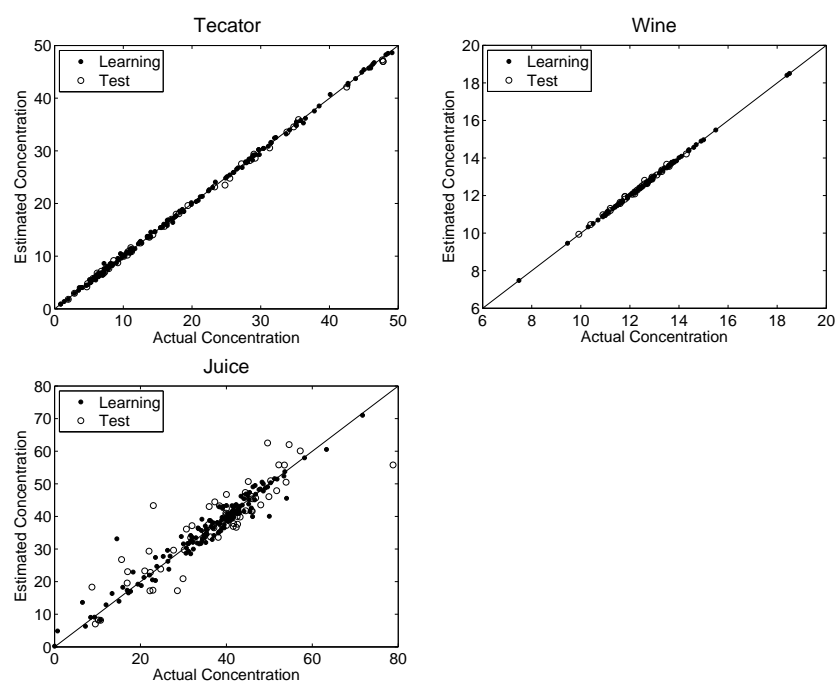 Tecator
Learning
Test
50
40
30
20
10
0
0 10 20 30 40 50
Estimated Concentration
Actual Concentration
Wine
Learning
Test
20
18
16
14
12
10
8
6
6 8 10 12 14 16 18 20
Estimated Concentration
Actual Concentration
Juice
Learning
Test
80
70
60
50
40
30
20
10
0
0 20 40 60 80
Estimated Concentration
Actual Concentration